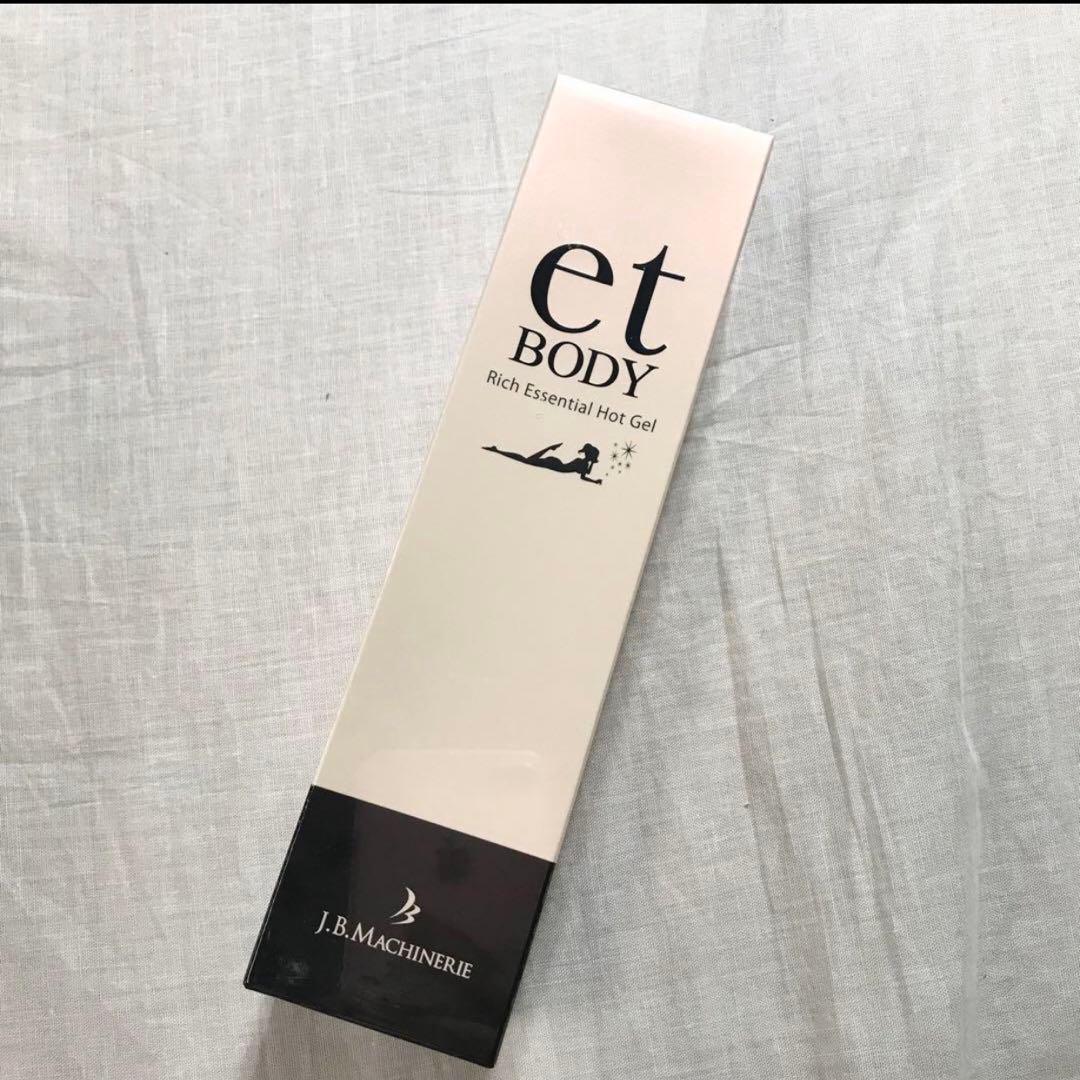 et
BODY
Rich Essential Hot Gel
J.B.MACHINERIE